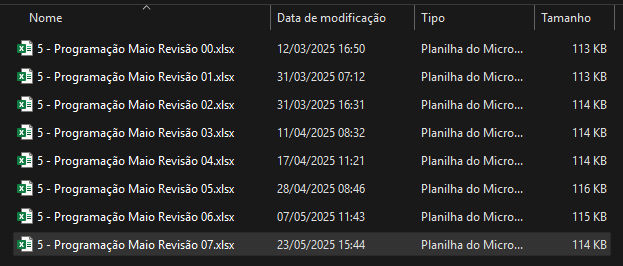 Nome Data de modificação Tipo Tamanho
5 - Programação Maio Revisão 00.xlsx 12/03/2025 16:50 Planilha do Micro... 113 KB
5 - Programação Maio Revisão 01.xlsx 31/03/2025 07:12 Planilha do Micro... 113 KB
5 - Programação Maio Revisão 02.xlsx 31/03/2025 16:31 Planilha do Micro... 114 KB
5 - Programação Maio Revisão 03.xlsx 11/04/2025 08:32 Planilha do Micro... 114 KB
5 - Programação Maio Revisão 04.xlsx 17/04/2025 11:21 Planilha do Micro... 114 KB
5 - Programação Maio Revisão 05.xlsx 28/04/2025 08:46 Planilha do Micro... 116 KB
5 - Programação Maio Revisão 06.xlsx 07/05/2025 11:43 Planilha do Micro... 115 KB
5 - Programação Maio Revisão 07.xlsx 23/05/2025 15:44 Planilha do Micro... 114 KB